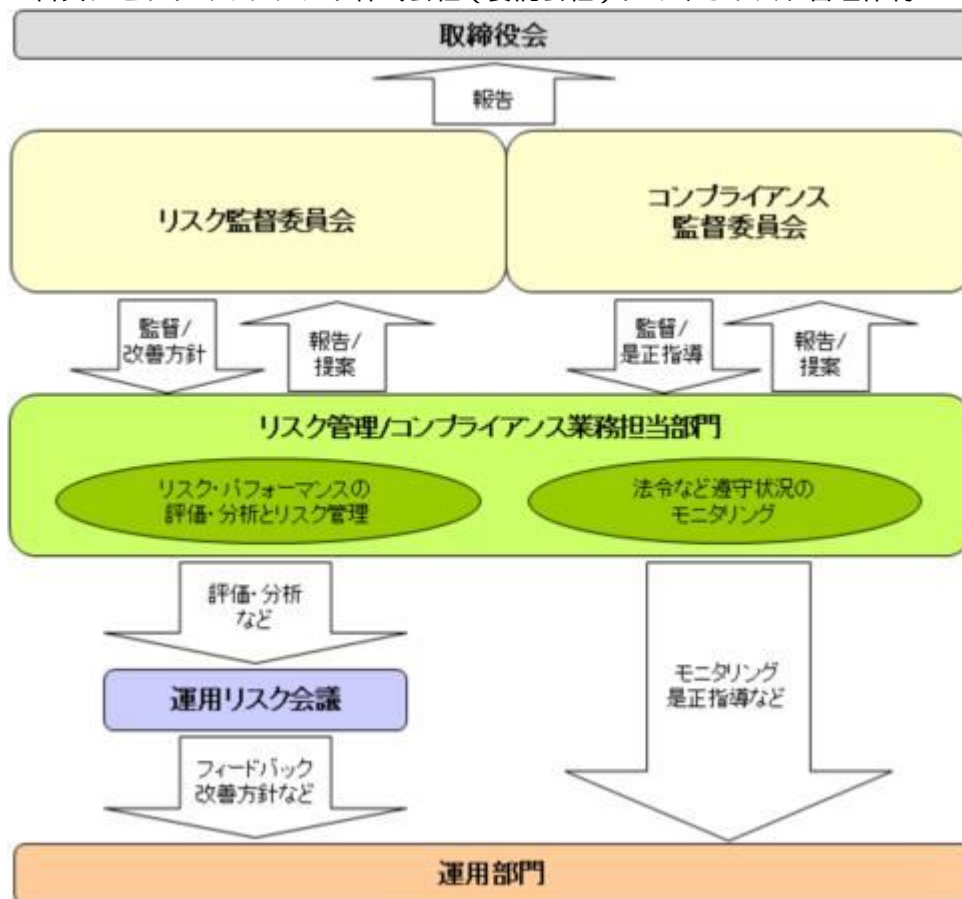 取締役会
報告
リスク監督委員会
コンプライアンス
監督委員会
監督/
改善方針
報告/
提案
監督/
是正指導
報告/
提案
リスク管理/コンプライアンス業務担当部門
リスク・パフォーマンスの
評価・分析とリスク管理
法令など遵守状況の
モニタリング
評価・分析
など
運用リスク会議
モニタリング
是正指導など
フィードバック
改善方針など
運用部門